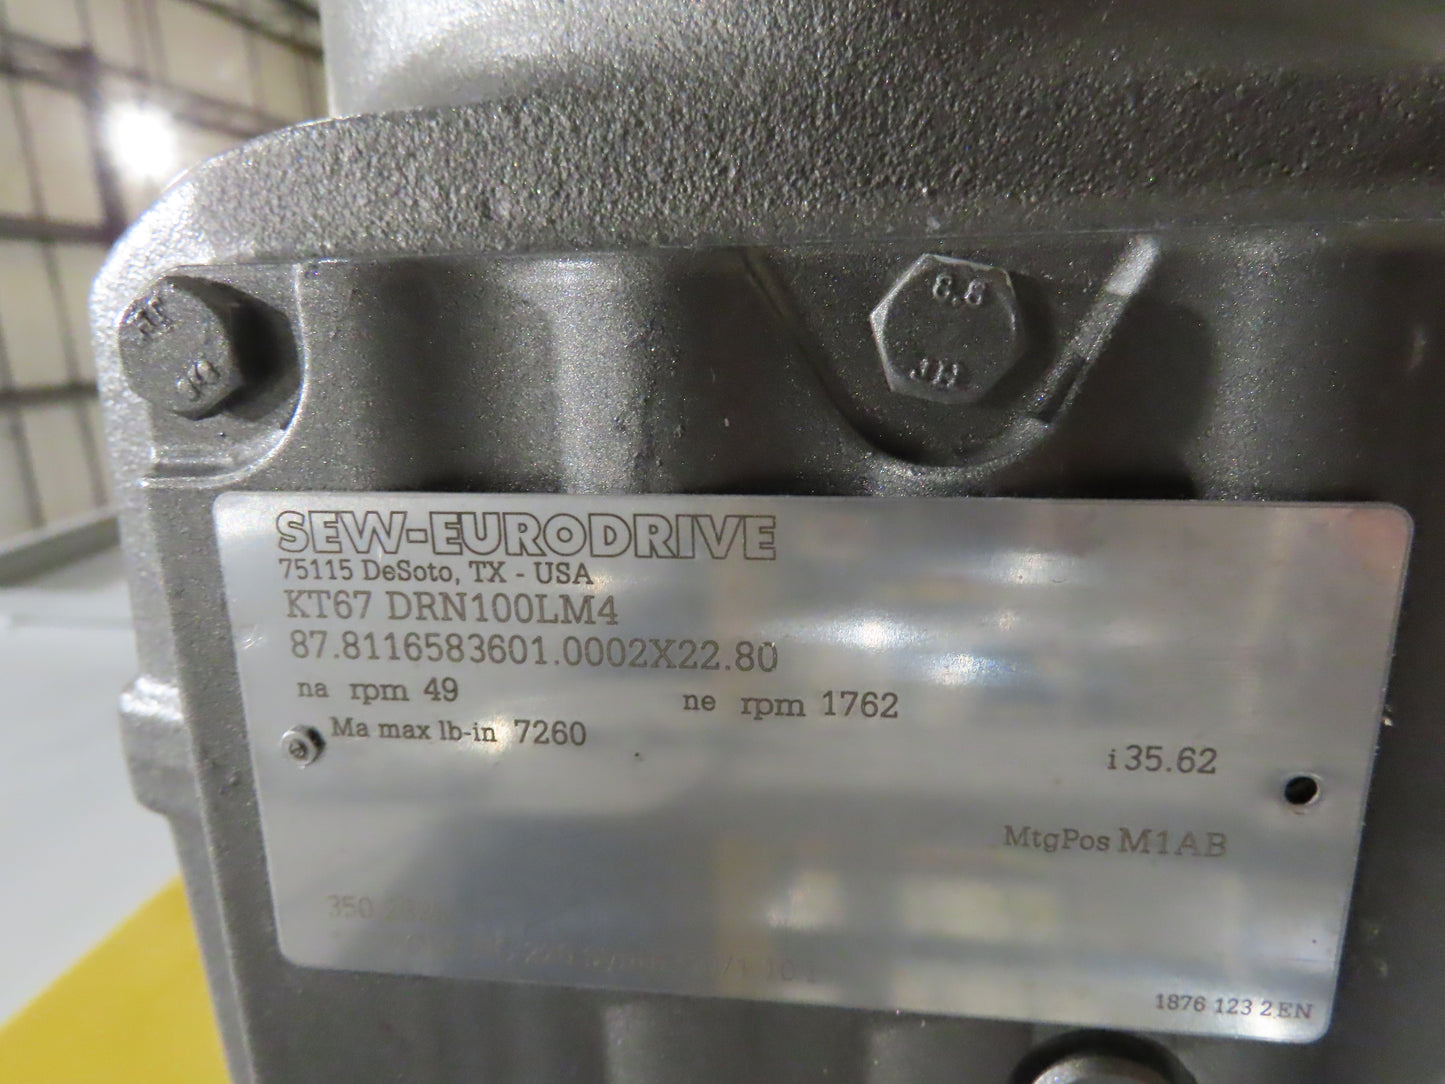 8.8
SEW-EURODRIVE
75115 DeSoto, TX - USA
KT67 DRN100LM4
87.8116583601.0002X22.80
na rpm 49 ne rpm 1762
Ma max lb-in 7260
i 35.62
MtgPos M1AB
350
1876 123 2 EN